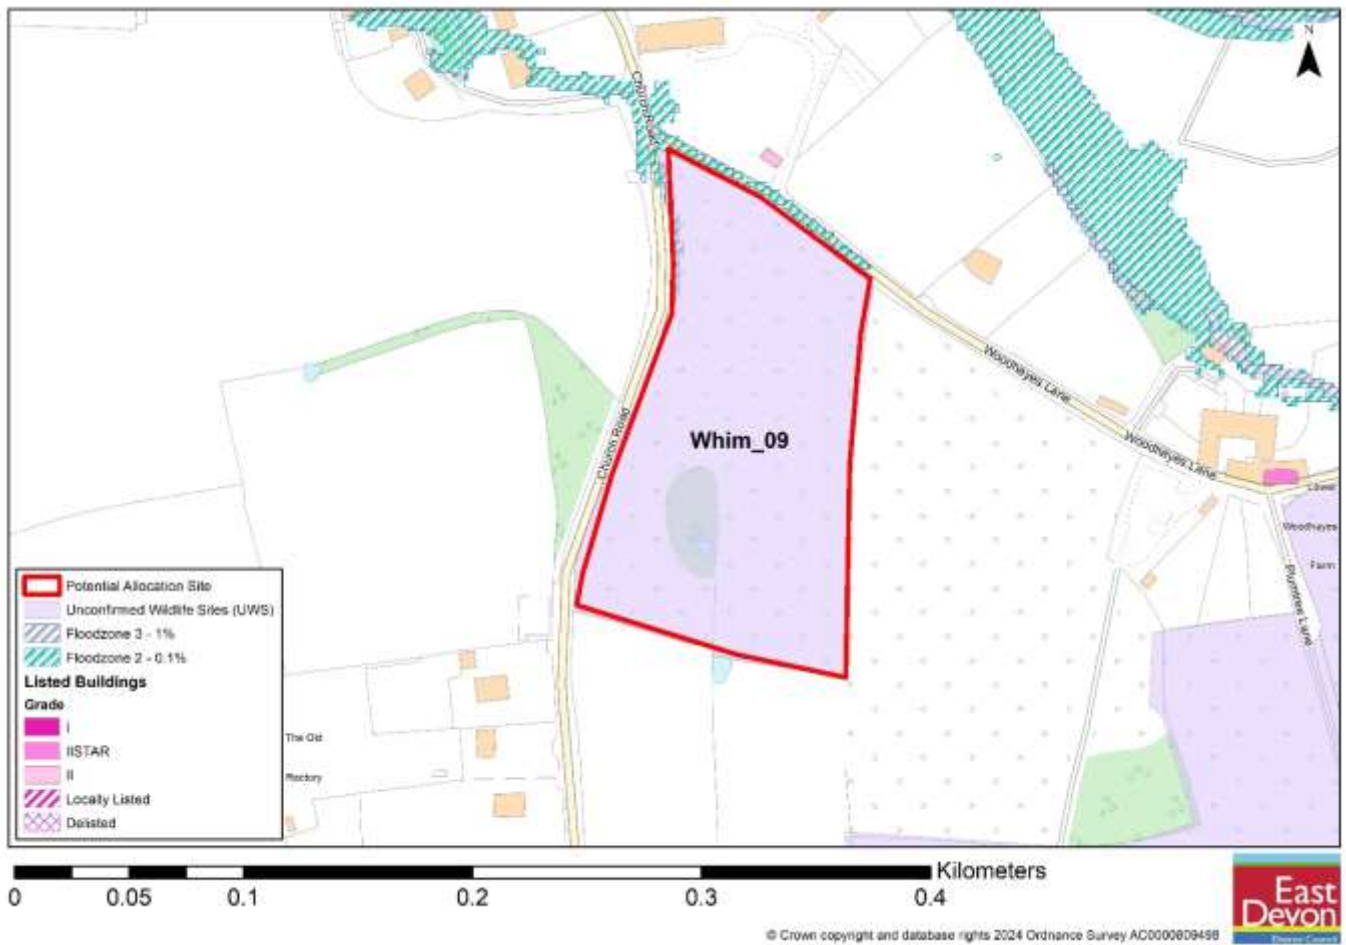 N
Church Road
Woodhayes Lane
Whim_09
Church Road
Woodhayes Lane
Lower
Woodhayes
Farm
Plumtree Lane
The Old
Rectory
Potential Allocation Site
Unconfirmed Wildlife Sites (UWS)
Floodzone 3 - 1%
Floodzone 2 - 0.1%
Listed Buildings
Grade
I
IISTAR
II
Locally Listed
Delisted
Kilometers
0 0.05 0.1 0.2 0.3 0.4
East
Devon
District Council
© Crown copyright and database rights 2024 Ordnance Survey AC0000809498